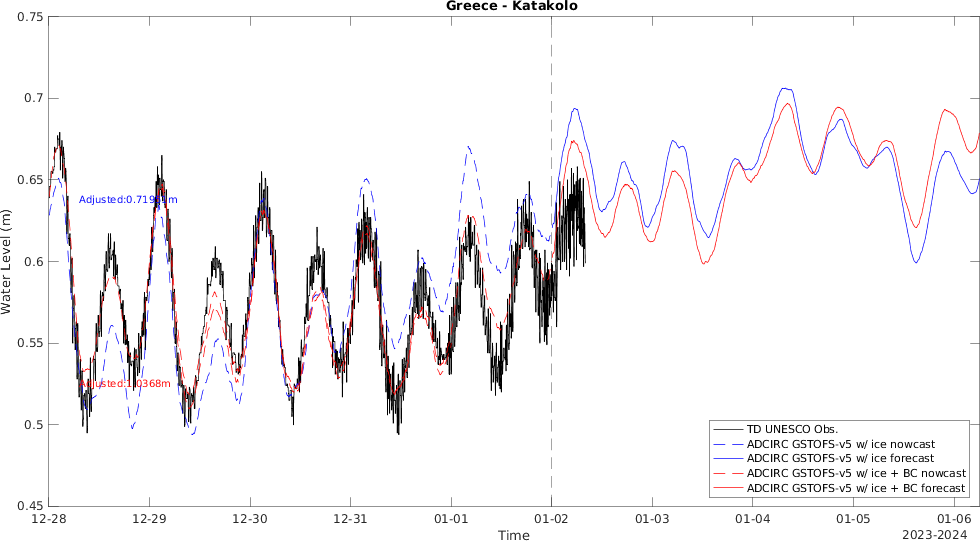 Greece - Katakolo
0.75
0.7
0.65
0.6
0.55
0.5
0.45
Water Level (m)
Adjusted:1.0368m
TD UNESCO Obs.
ADCIRC GSTOFS-v5 w/ ice nowcast
ADCIRC GSTOFS-v5 w/ ice forecast
ADCIRC GSTOFS-v5 w/ ice + BC nowcast
ADCIRC GSTOFS-v5 w/ ice + BC forecast
12-28 12-29 12-30 12-31 01-01 01-02 01-03 01-04 01-05 01-06
Time
2023-2024